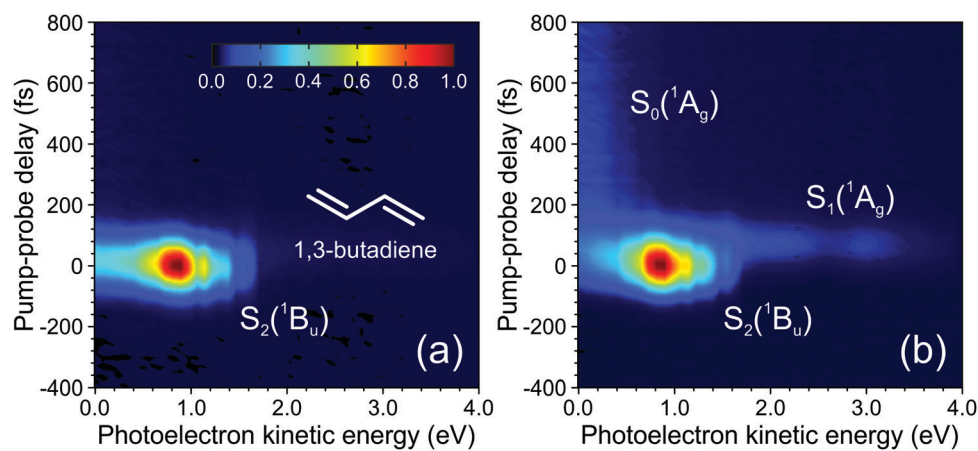 800
600
400
200
0
-200
-400
Pump-probe delay (fs)
0.0 0.2 0.4 0.6 0.8 1.0
1,3-butadiene
S₂(¹Bᵤ)
(a)
0.0 1.0 2.0 3.0 4.0
Photoelectron kinetic energy (eV)
800
600
400
200
0
-200
-400
Pump-probe delay (fs)
S₀(¹A_g)
S₁(¹A_g)
S₂(¹Bᵤ)
(b)
0.0 1.0 2.0 3.0 4.0
Photoelectron kinetic energy (eV)